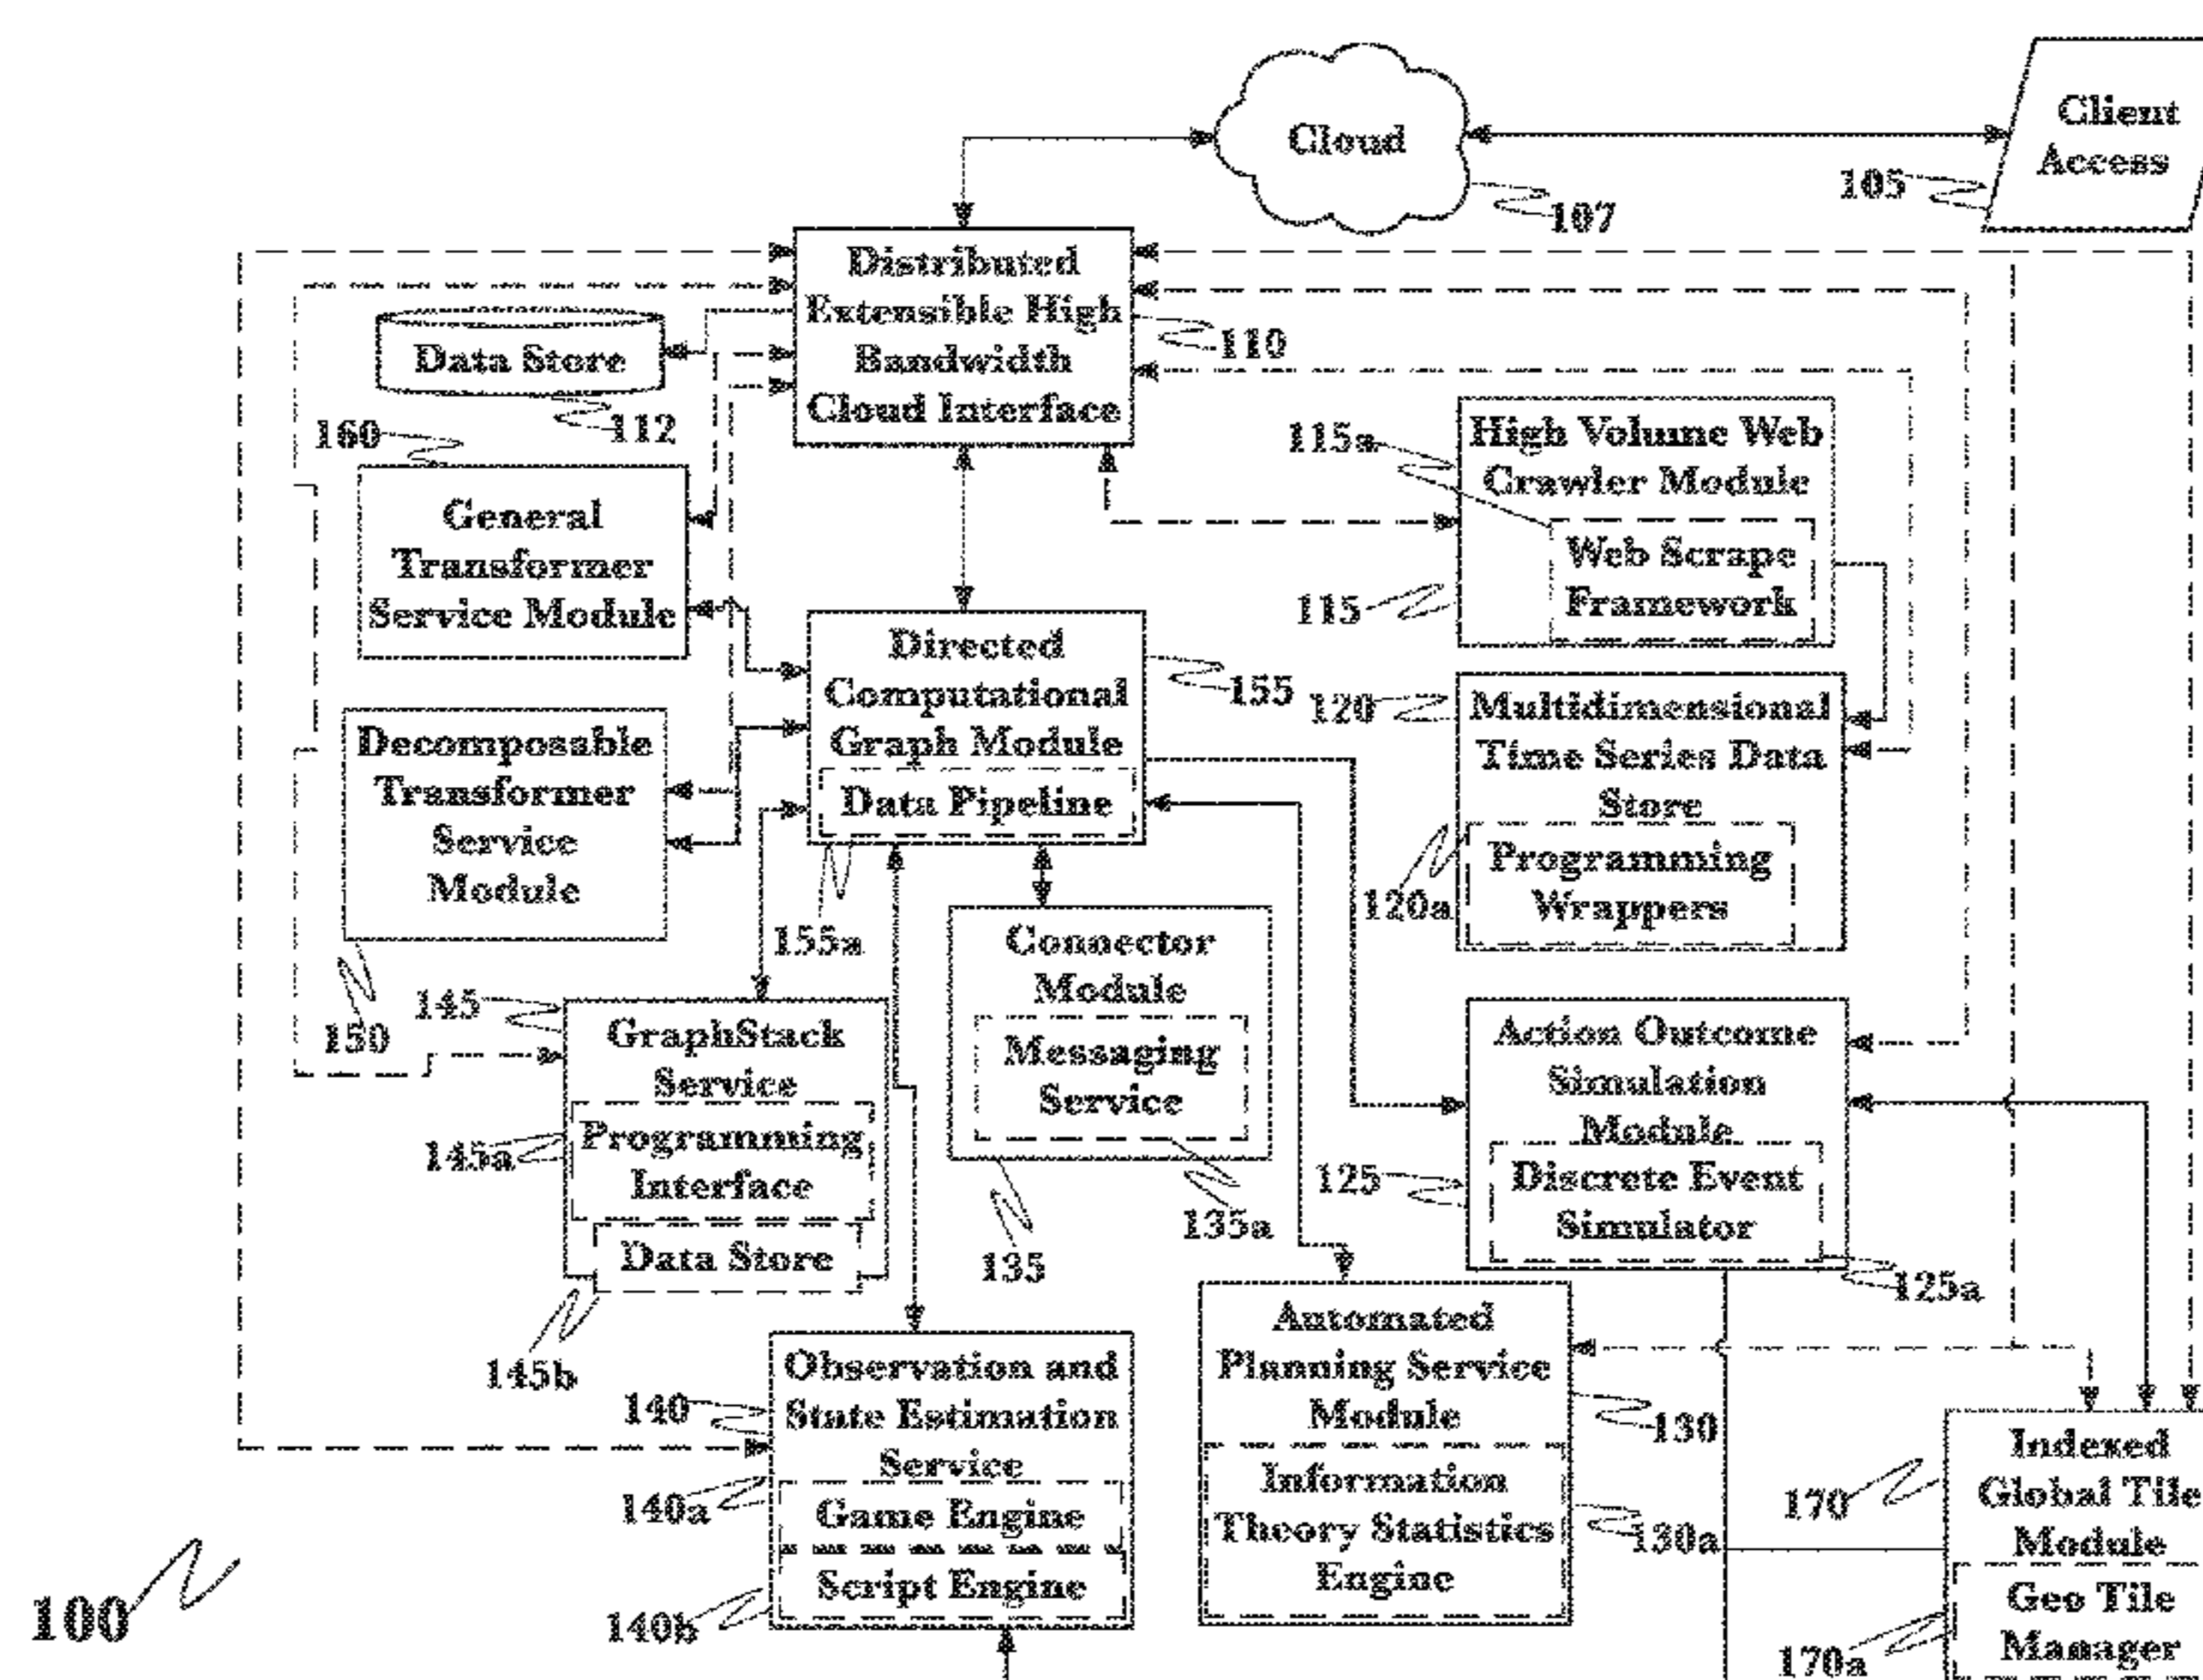 Client
Access
105
Cloud
107
Distributed
Extensible High
Bandwidth
Cloud Interface
110
Data Store
112
160
General
Transformer
Service Module
115a
High Volume Web
Crawler Module
Web Scrape
Framework
115
Directed
Computational
Graph Module
Data Pipeline
155
155a
120
Multidimensional
Time Series Data
Store
Programming
Wrappers
120a
Decomposable
Transformer
Service
Module
150
145
GraphStack
Service
Programming
Interface
Data Store
145a
145b
Connector
Module
Messaging
Service
135
135a
Action Outcome
Simulation
Module
Discrete Event
Simulator
125
125a
140
Observation and
State Estimation
Service
Game Engine
Script Engine
140a
140b
Automated
Planning Service
Module
Information
Theory Statistics
Engine
130
130a
170
Indexed
Global Tile
Module
Geo Tile
Manager
170a
100